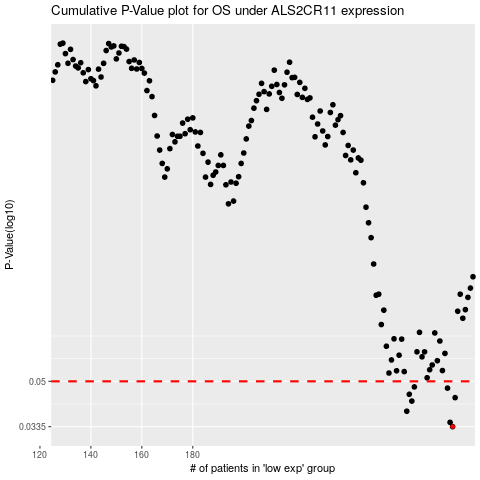 Cumulative P-Value plot for OS under ALS2CR11 expression
P-Value(log10)
0.05
0.0335
120 140 160 180
# of patients in 'low exp' group